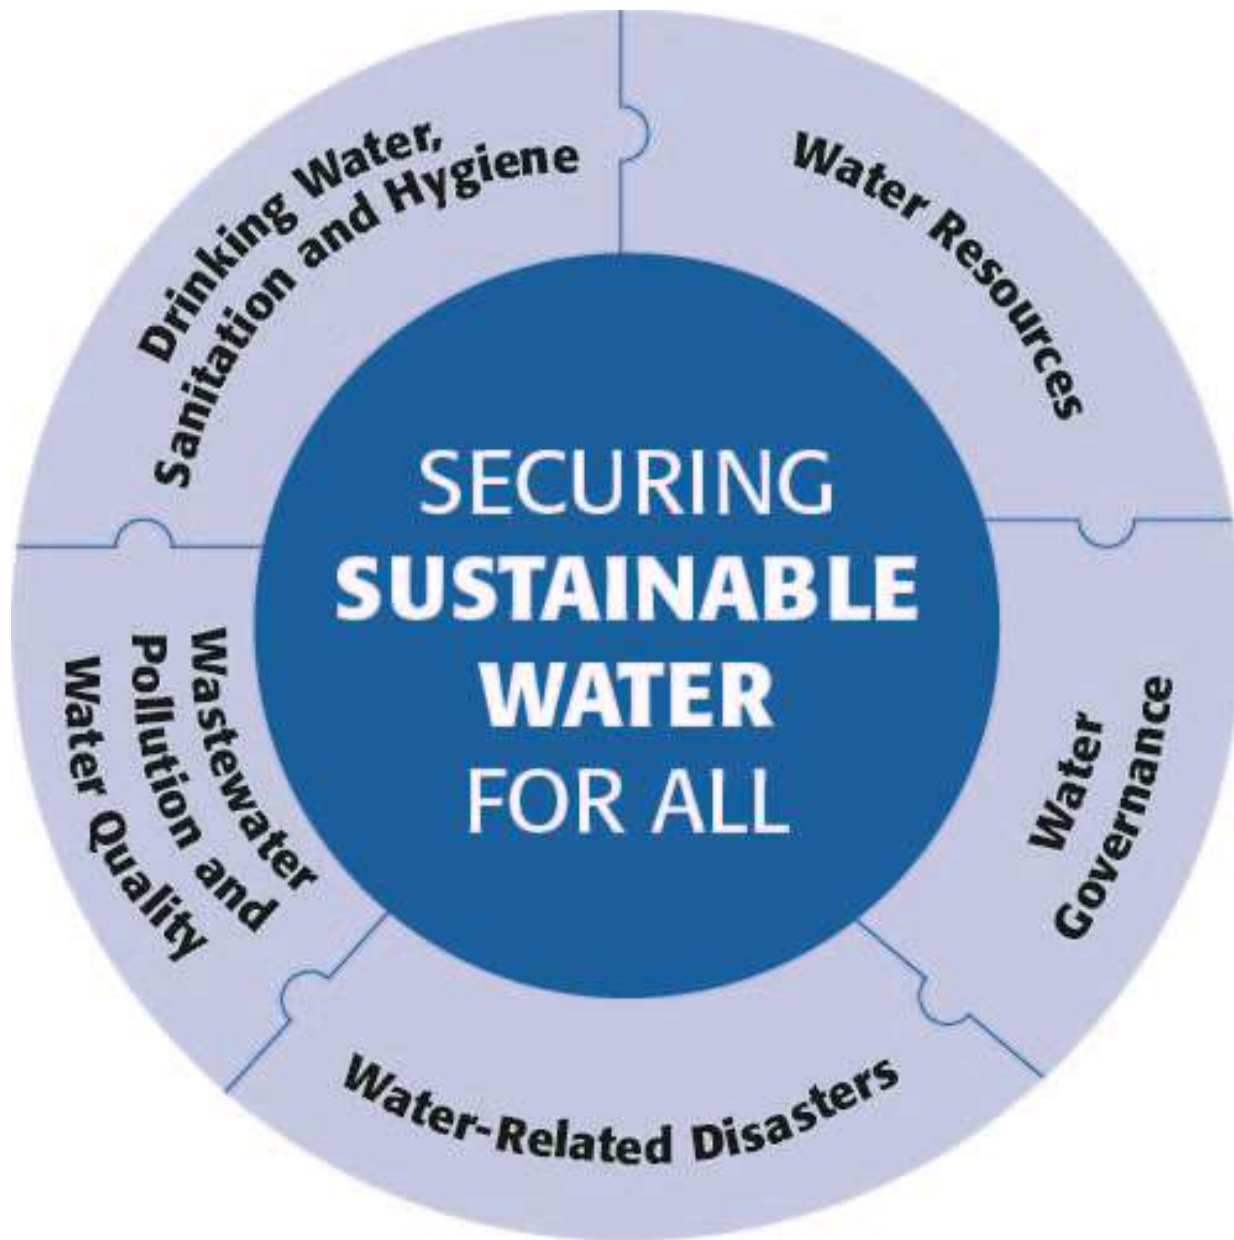 Drinking Water,
Sanitation and Hygiene
Water Resources
SECURING
SUSTAINABLE
WATER
FOR ALL
Wastewater
Pollution and
Water Quality
Water
Governance
Water-Related Disasters